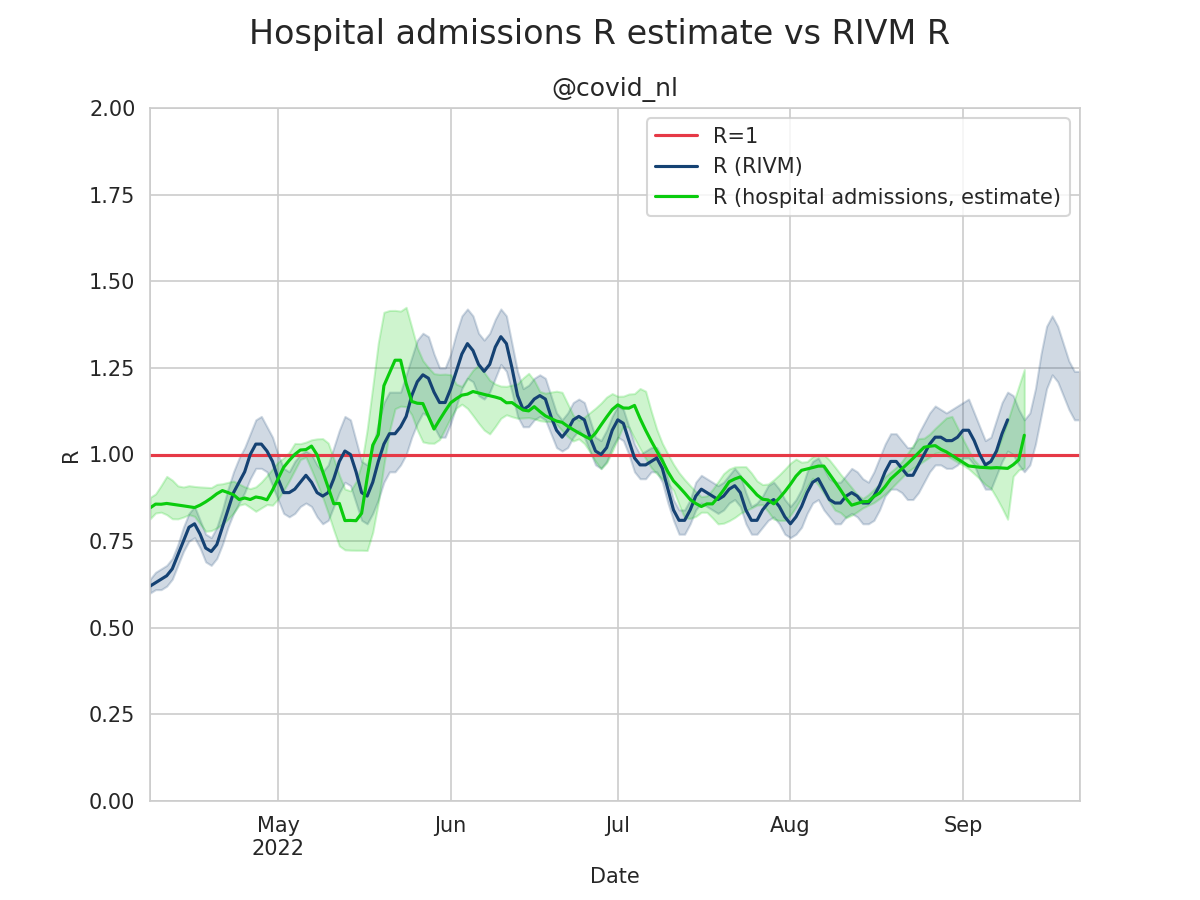 Hospital admissions R estimate vs RIVM R
@covid_nl
R=1
R (RIVM)
R (hospital admissions, estimate)
2.00
1.75
1.50
1.25
1.00
0.75
0.50
0.25
0.00
R
May
2022
Jun
Jul
Aug
Sep
Date